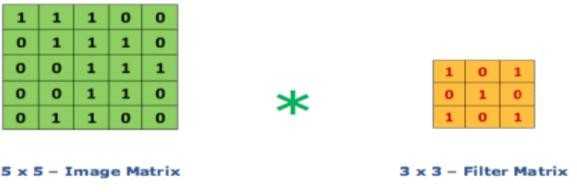 1 1 1 0 0
0 1 1 1 0
0 0 1 1 1
0 0 1 1 0
0 1 1 0 0
1 0 1
0 1 0
1 0 1
*
5 x 5 – Image Matrix
3 x 3 – Filter Matrix